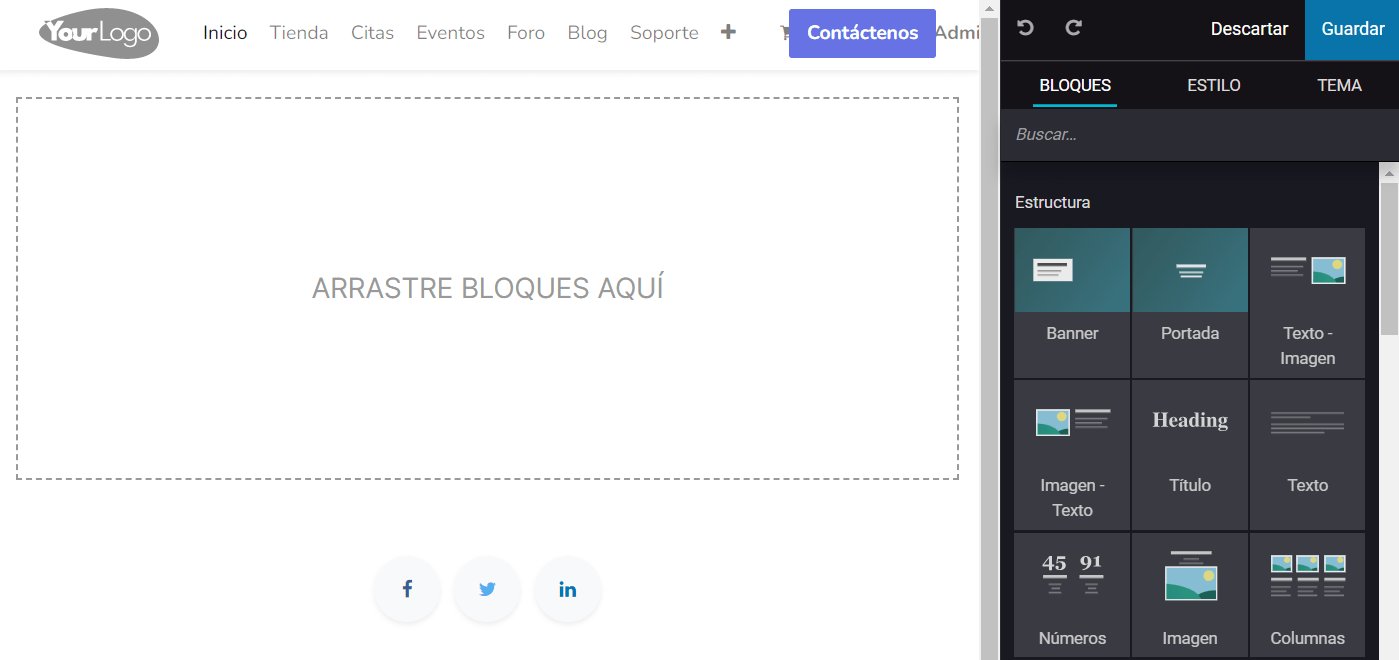 YourLogo
Inicio Tienda Citas Eventos Foro Blog Soporte Contáctenos Admi
ARRASTRE BLOQUES AQUÍ
Descartar Guardar
BLOQUES ESTILO TEMA
Buscar...
Estructura
Banner
Portada
Texto -
Imagen
Imagen -
Texto
Heading
Título
Texto
45 91
Números
Imagen
Columnas